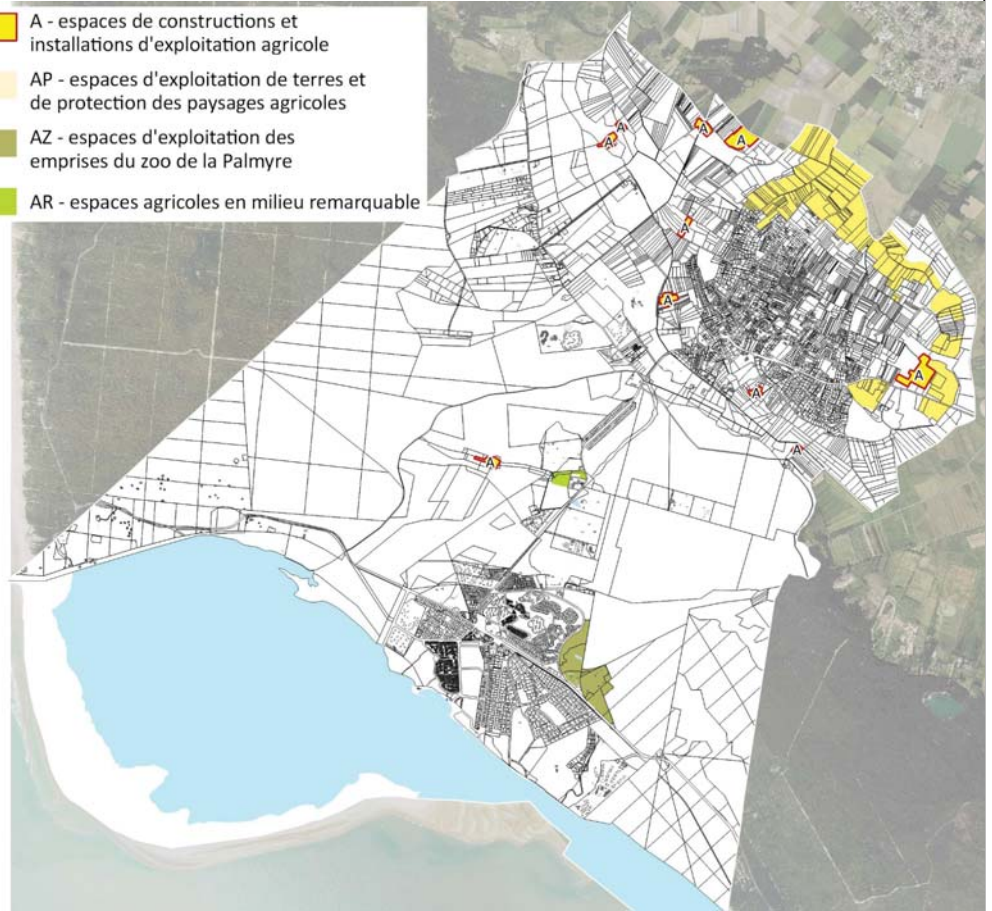 A - espaces de constructions et
installations d'exploitation agricole
AP - espaces d'exploitation de terres et
de protection des paysages agricoles
AZ - espaces d'exploitation des
emprises du zoo de la Palmyre
AR - espaces agricoles en milieu remarquable
A
A
A
A
A
A
A
A
A